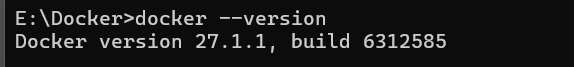 E:\Docker>docker --version
Docker version 27.1.1, build 6312585